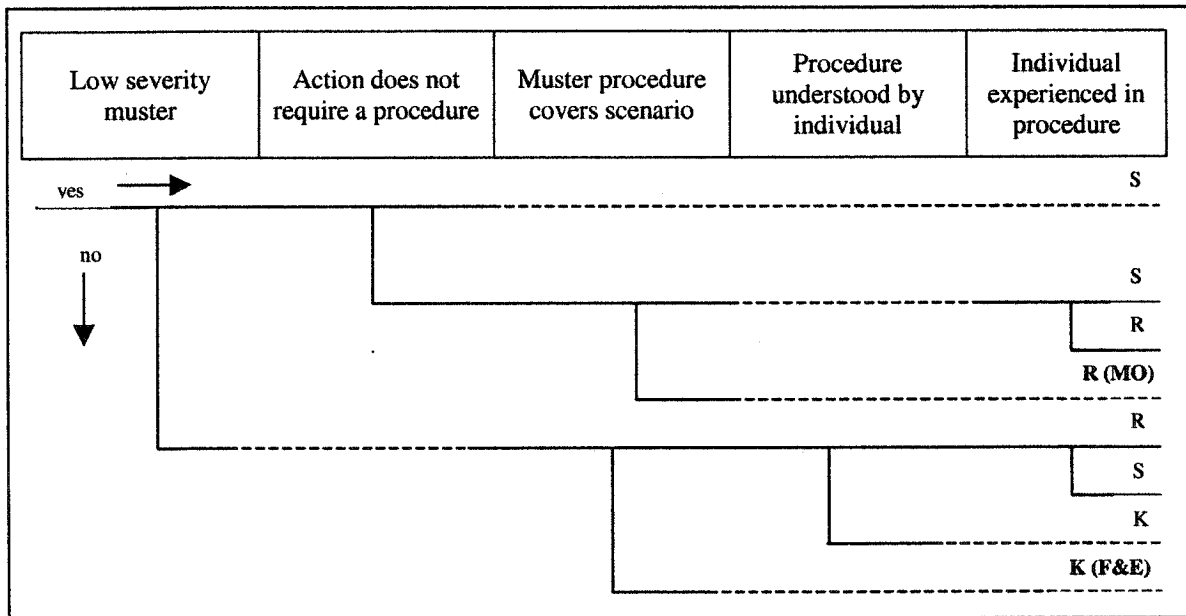 Low severity
muster
Action does not
require a procedure
Muster procedure
covers scenario
Procedure
understood by
individual
Individual
experienced in
procedure
yes
S
no
S
R
R (MO)
R
S
K
K (F&E)